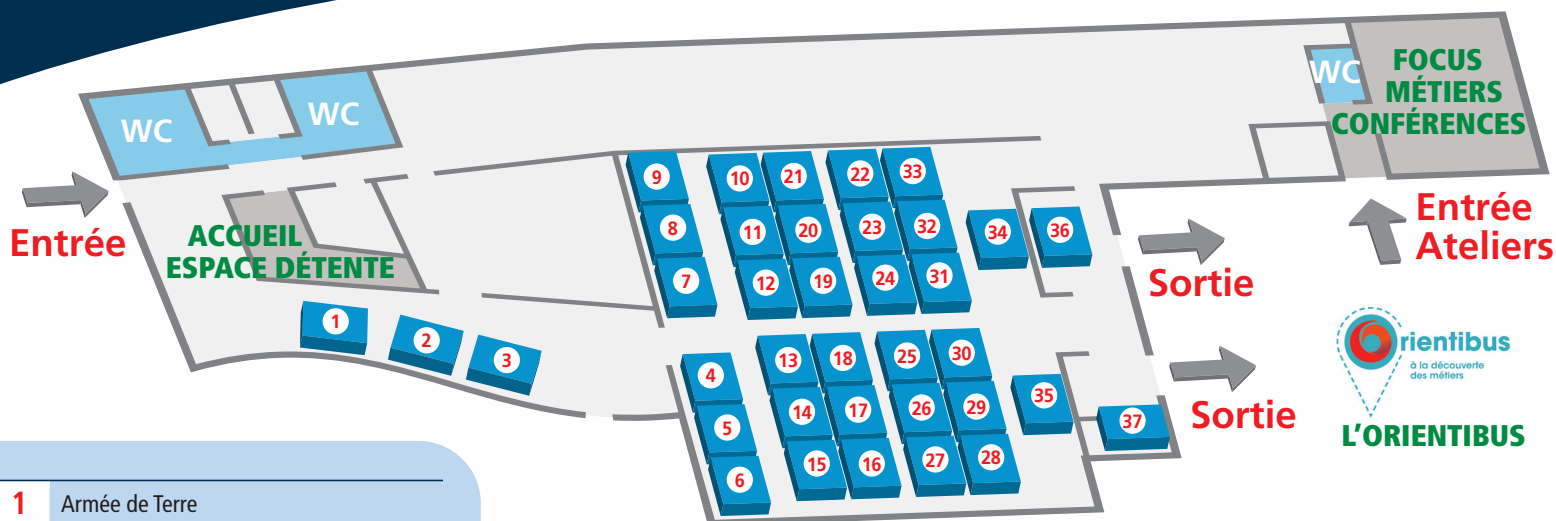 WC
WC
WC
FOCUS
MÉTIERS
CONFÉRENCES
Entrée
ACCUEIL
ESPACE DÉTENTE
9
10
21
22
33
8
11
20
23
32
34
36
7
12
19
24
31
Entrée
Ateliers
Sortie
1
2
3
4
13
18
25
30
5
14
17
26
29
35
37
6
15
16
27
28
Sortie
rientibus
à la découverte
des métiers
L'ORIENTIBUS
1 Armée de Terre